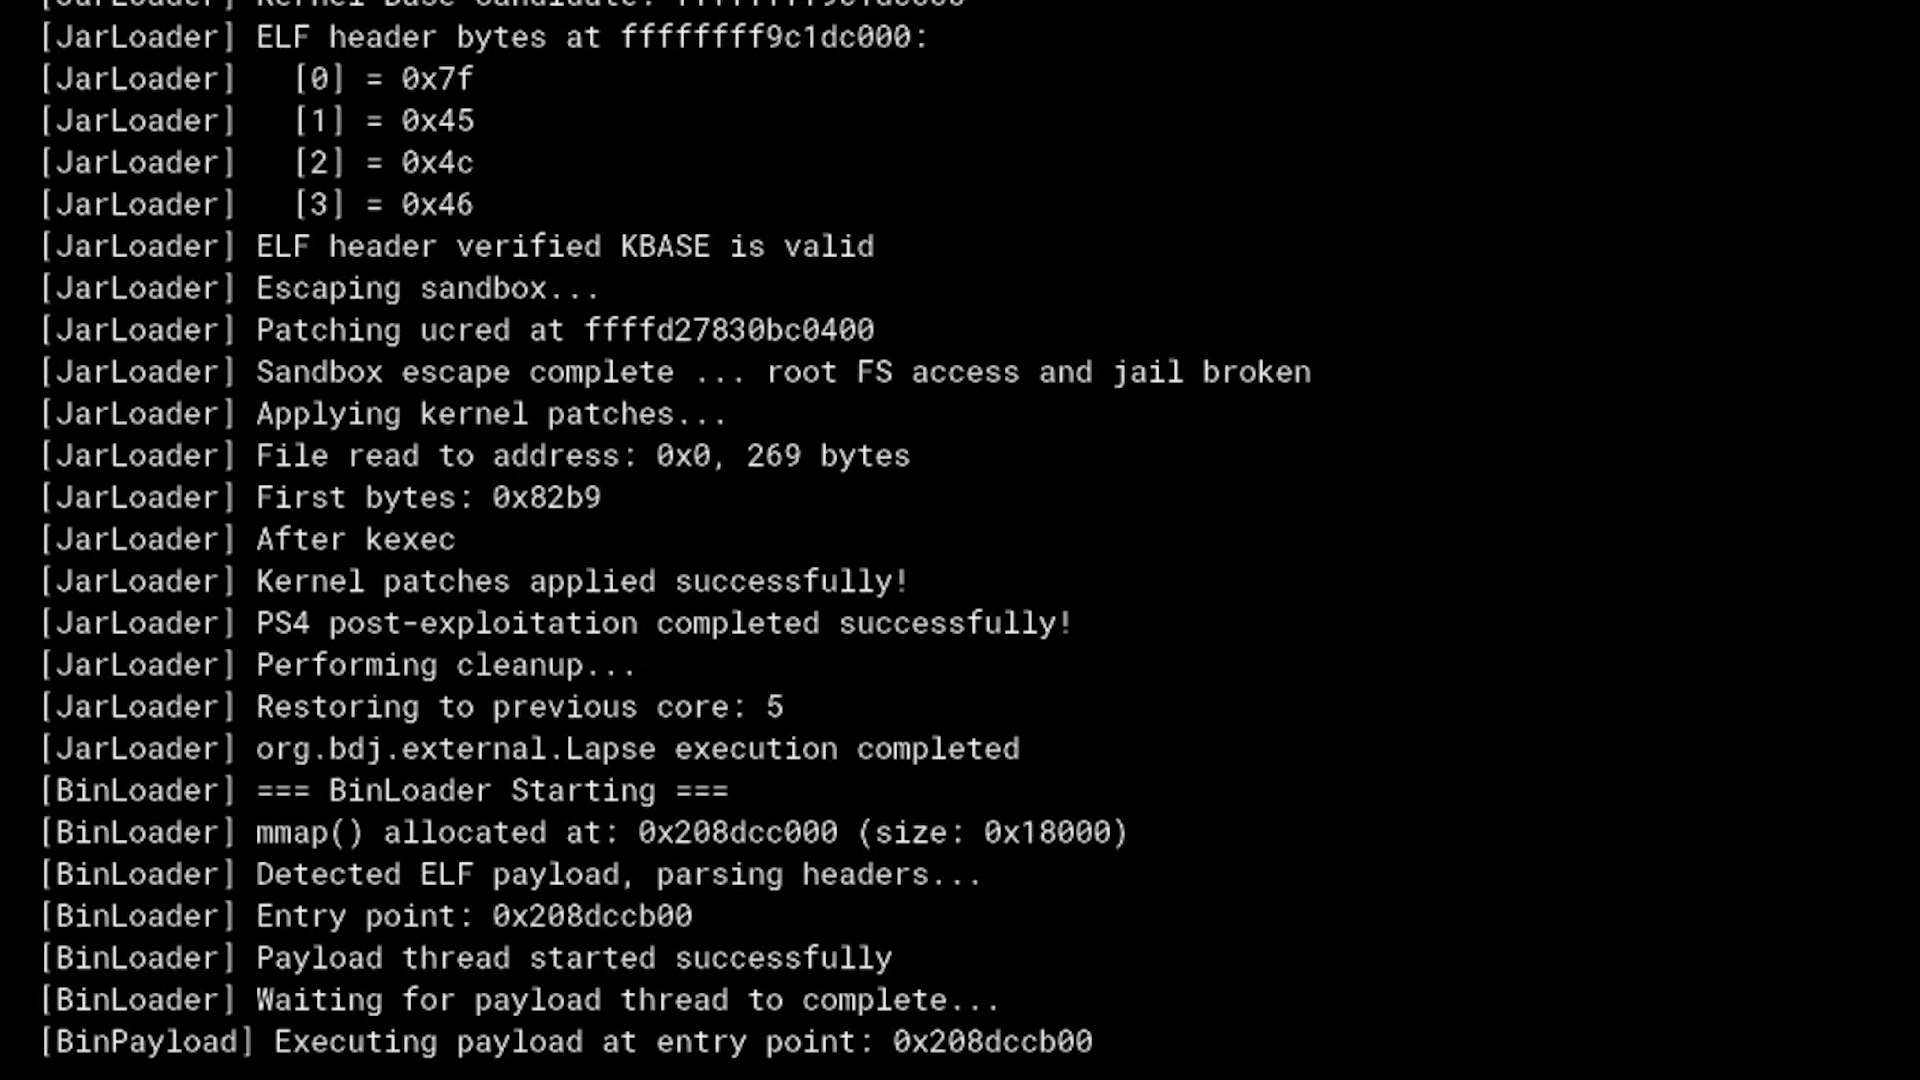 [JarLoader] ELF header bytes at ffffffff9c1dc000:
[JarLoader]   [0] = 0x7f
[JarLoader]   [1] = 0x45
[JarLoader]   [2] = 0x4c
[JarLoader]   [3] = 0x46
[JarLoader] ELF header verified KBASE is valid
[JarLoader] Escaping sandbox...
[JarLoader] Patching ucred at ffffd27830bc0400
[JarLoader] Sandbox escape complete ... root FS access and jail broken
[JarLoader] Applying kernel patches...
[JarLoader] File read to address: 0x0, 269 bytes
[JarLoader] First bytes: 0x82b9
[JarLoader] After kexec
[JarLoader] Kernel patches applied successfully!
[JarLoader] PS4 post-exploitation completed successfully!
[JarLoader] Performing cleanup...
[JarLoader] Restoring to previous core: 5
[JarLoader] org.bdj.external.Lapse execution completed
[BinLoader] === BinLoader Starting ===
[BinLoader] mmap() allocated at: 0x208dcc000 (size: 0x18000)
[BinLoader] Detected ELF payload, parsing headers...
[BinLoader] Entry point: 0x208dccb00
[BinLoader] Payload thread started successfully
[BinLoader] Waiting for payload thread to complete...
[BinPayload] Executing payload at entry point: 0x208dccb00